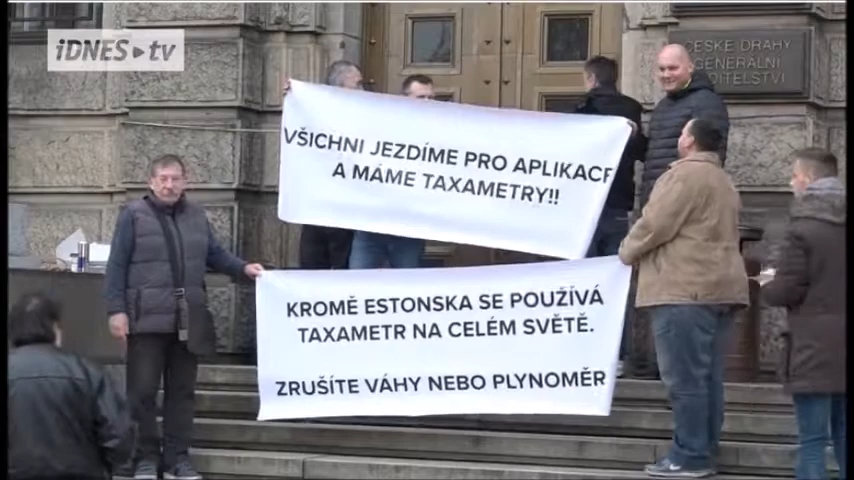 iDNES tv
ČESKÉ DRÁHY
GENERÁLNÍ
ŘEDITELSTVÍ
VŠICHNI JEZDÍME PRO APLIKACE
A MÁME TAXAMETRY!!
KROMĚ ESTONSKA SE POUŽÍVÁ
TAXAMETR NA CELÉM SVĚTĚ.
ZRUŠÍTE VÁHY NEBO PLYNOMĚR